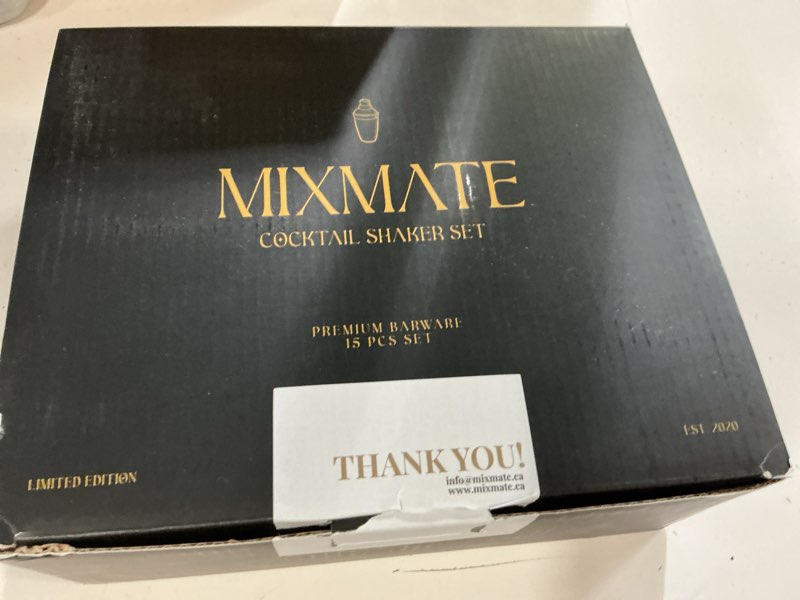 MIXMATE
COCKTAIL SHAKER SET
PREMIUM BARWARE
15 PCS SET
THANK YOU!
info@mixmate.ca
www.mixmate.ca
LIMITED EDITION
EST 2020